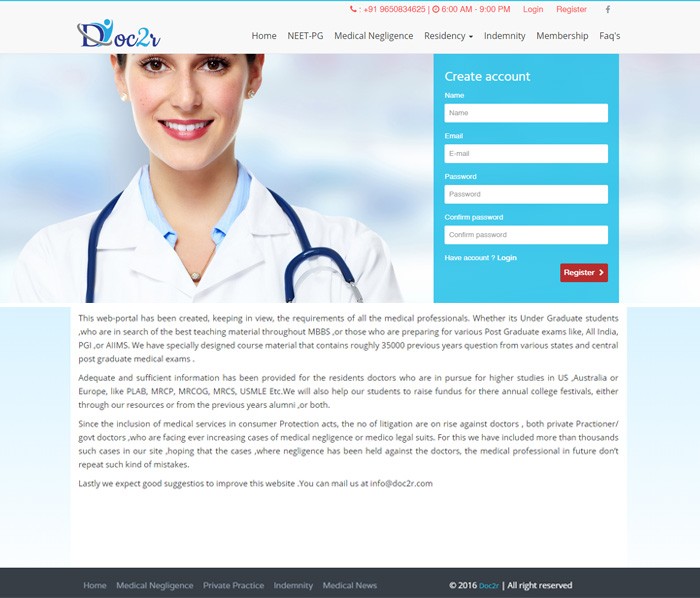 : +91 9650834625 | 6:00 AM - 9:00 PM Login Register
Doc2r
Home NEET-PG Medical Negligence Residency Indemnity Membership Faq's
Create account
Name
Name
Email
E-mail
Password
Password
Confirm password
Confirm password
Have account ? Login
Register
This web-portal has been created, keeping in view, the requirements of all the medical professionals. Whether its Under Graduate students
,who are in search of the best teaching material throughout MBBS ,or those who are preparing for various Post Graduate exams like, All India,
PGI ,or AIIMS. We have specially designed course material that contains roughly 35000 previous years question from various states and central
post graduate medical exams .
Adequate and sufficient information has been provided for the residents doctors who are in pursue for higher studies in US ,Australia or
Europe, like PLAB, MRCP, MRCOG, MRCS, USMLE Etc.We will also help our students to raise fundus for there annual college festivals, either
through our resources or from the previous years alumni ,or both.
Since the inclusion of medical services in consumer Protection acts, the no of litigation are on rise against doctors , both private Practioner/
govt doctors ,who are facing ever increasing cases of medical negligence or medico legal suits. For this we have included more than thousands
such cases in our site ,hoping that the cases ,where negligence has been held against the doctors, the medical professional in future don't
repeat such kind of mistakes.
Lastly we expect good suggestios to improve this website .You can mail us at info@doc2r.com
Home Medical Negligence Private Practice Indemnity Medical News © 2016 Doc2r | All right reserved